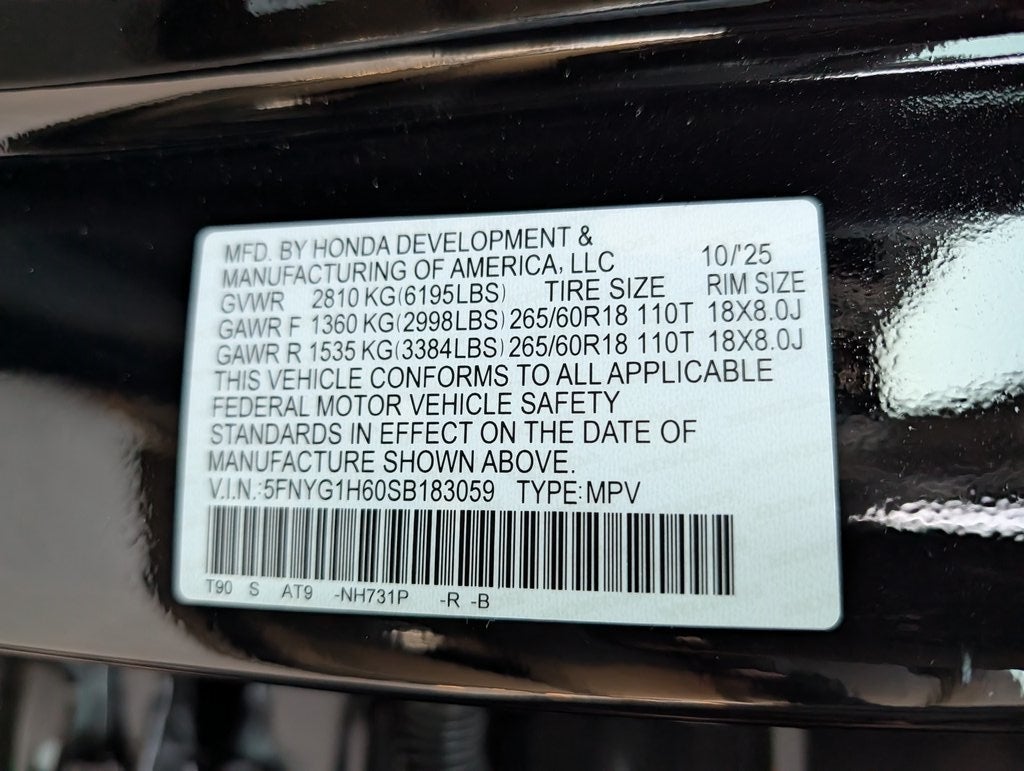 MFD. BY HONDA DEVELOPMENT &
MANUFACTURING OF AMERICA, LLC 10/'25
GVWR 2810 KG(6195LBS) TIRE SIZE RIM SIZE
GAWR F 1360 KG(2998LBS) 265/60R18 110T 18X8.0J
GAWR R 1535 KG(3384LBS) 265/60R18 110T 18X8.0J
THIS VEHICLE CONFORMS TO ALL APPLICABLE
FEDERAL MOTOR VEHICLE SAFETY
STANDARDS IN EFFECT ON THE DATE OF
MANUFACTURE SHOWN ABOVE.
V.I.N.:5FNYG1H60SB183059 TYPE:MPV
T90 S AT9 -NH731P -R -B